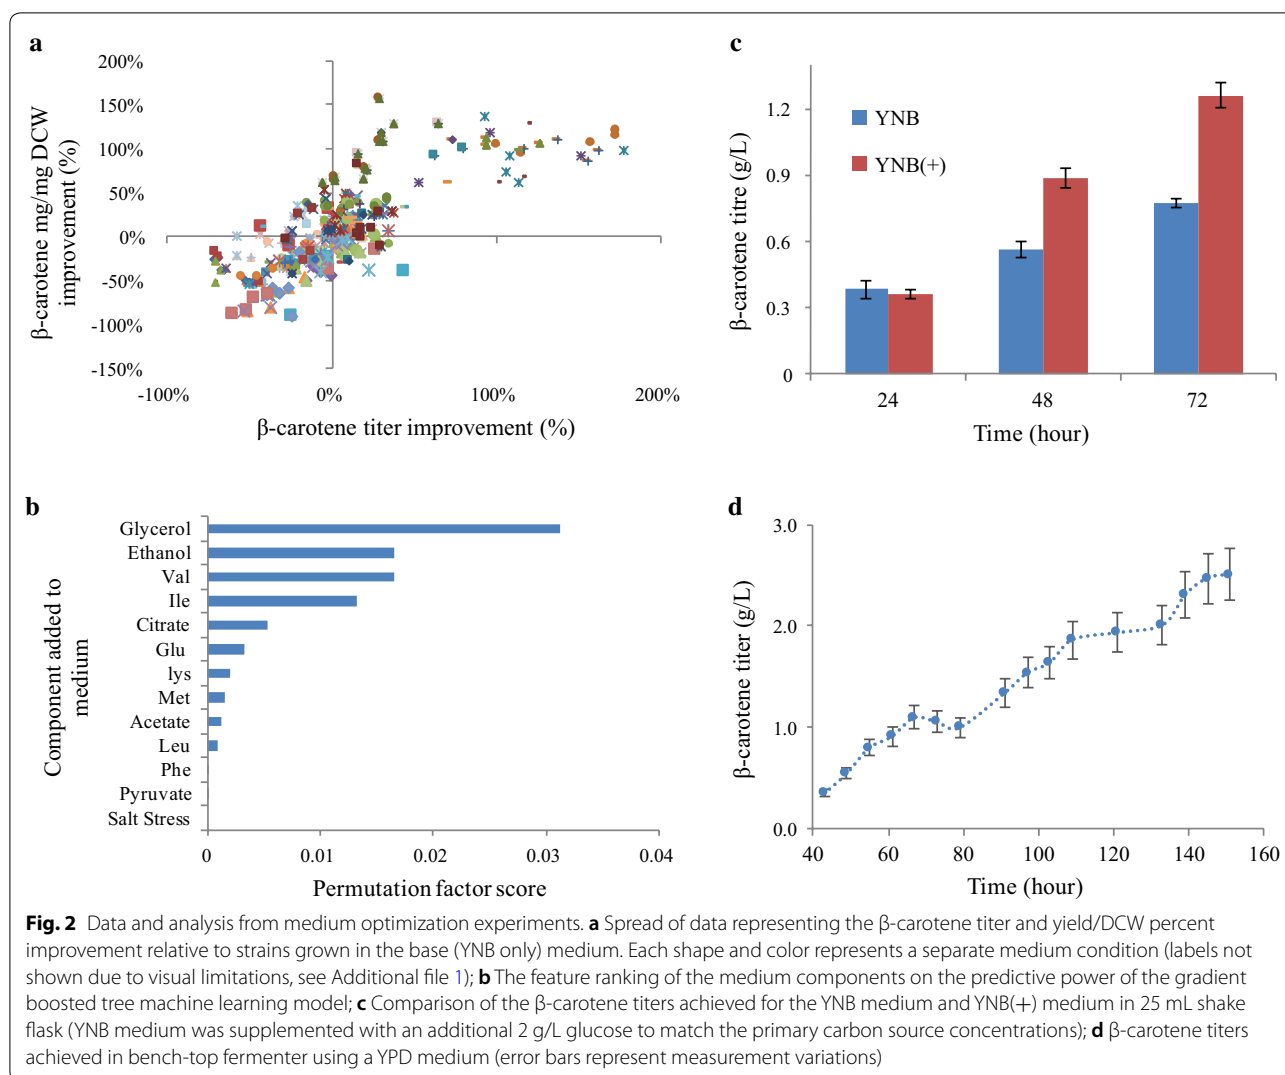 a
200%
150%
100%
50%
0%
-50%
-100%
-150%
-100%
0%
100%
200%
β-carotene mg/mg DCW
improvement (%)
β-carotene titer improvement (%)
c
1.2
0.9
0.6
0.3
0
YNB
YNB(+)
24
48
72
β-carotene titre (g/L)
Time (hour)
b
Glycerol
Ethanol
Val
Ile
Citrate
Glu
lys
Met
Acetate
Leu
Phe
Pyruvate
Salt Stress
Component added to
medium
0
0.01
0.02
0.03
0.04
Permutation factor score
d
3.0
2.0
1.0
0.0
40
60
80
100
120
140
160
β-carotene titer (g/L)
Time (hour)
Fig. 2 Data and analysis from medium optimization experiments. a Spread of data representing the β-carotene titer and yield/DCW percent
improvement relative to strains grown in the base (YNB only) medium. Each shape and color represents a separate medium condition (labels not
shown due to visual limitations, see Additional file 1); b The feature ranking of the medium components on the predictive power of the gradient
boosted tree machine learning model; c Comparison of the β-carotene titers achieved for the YNB medium and YNB(+) medium in 25 mL shake
flask (YNB medium was supplemented with an additional 2 g/L glucose to match the primary carbon source concentrations); d β-carotene titers
achieved in bench-top fermenter using a YPD medium (error bars represent measurement variations)